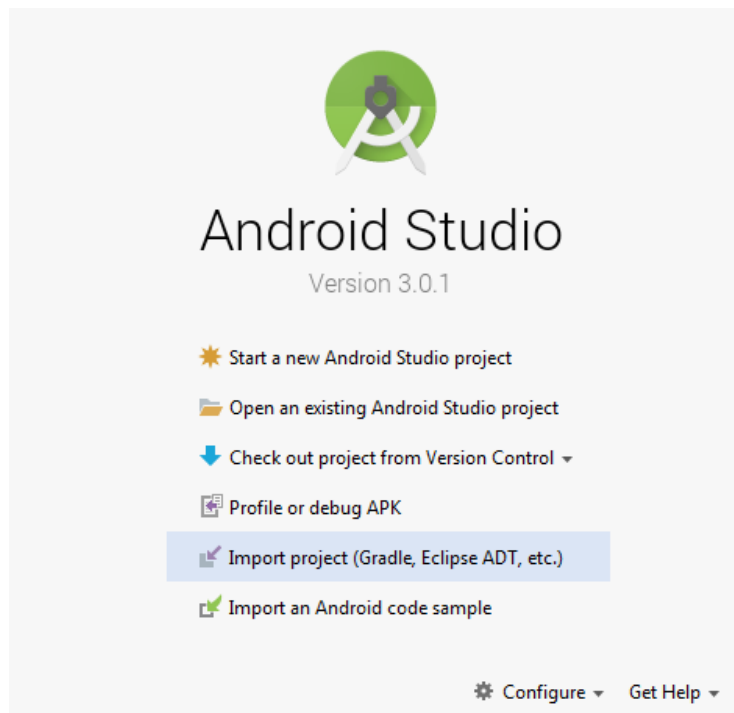 Android Studio
Version 3.0.1
Start a new Android Studio project
Open an existing Android Studio project
Check out project from Version Control
Profile or debug APK
Import project (Gradle, Eclipse ADT, etc.)
Import an Android code sample
Configure Get Help